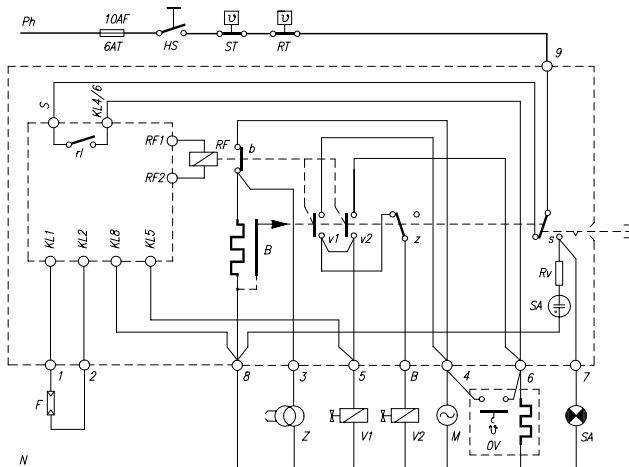 Ph
10AF
6AT
HS
ϑ
ST
ϑ
RT
9
S
KL4/6
rl
RF1
RF2
RF
b
B
v1
v2
z
s
Rv
SA
KL1
KL2
KL8
KL5
1
2
8
3
5
B
4
6
7
F
Z
V1
V2
M
ϑ
OV
SA
N